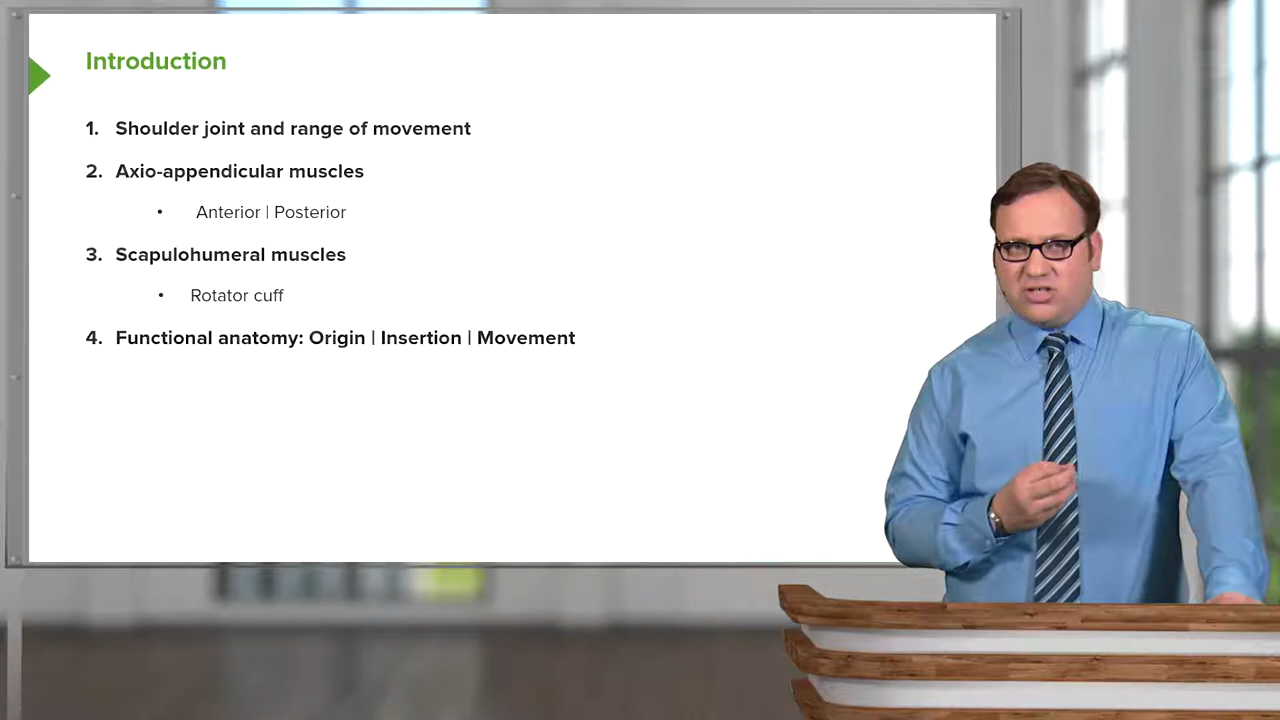 Introduction
1. Shoulder joint and range of movement
2. Axio-appendicular muscles
• Anterior | Posterior
3. Scapulohumeral muscles
• Rotator cuff
4. Functional anatomy: Origin | Insertion | Movement